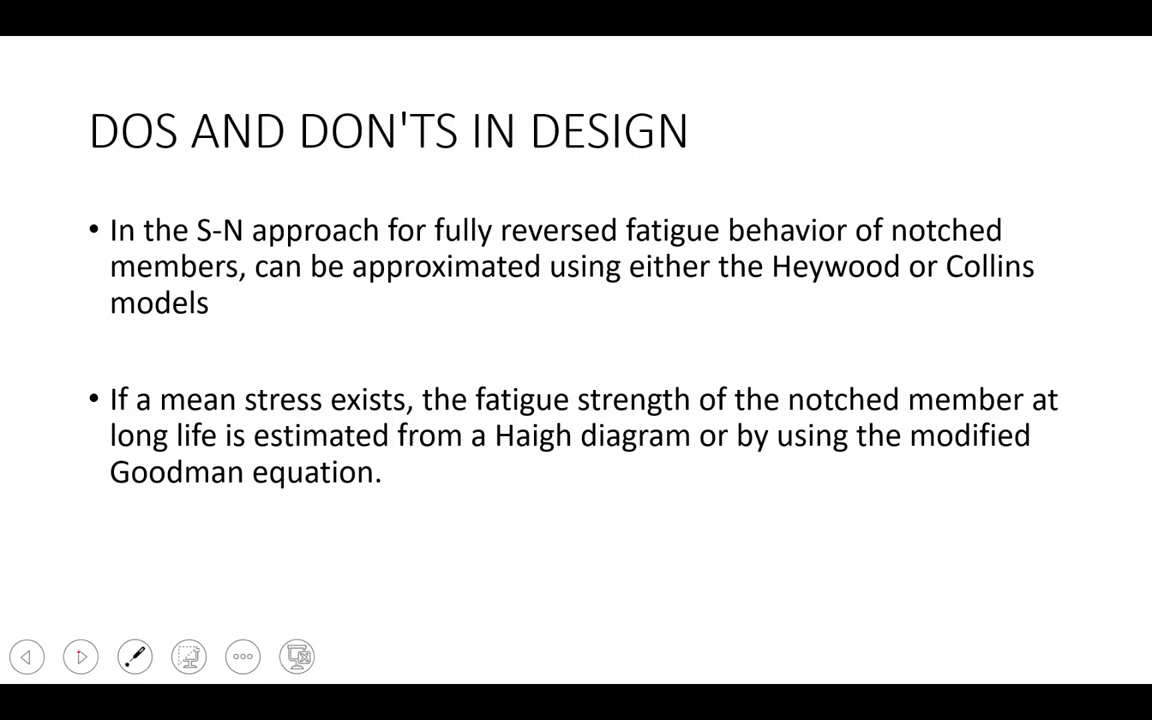 DOS AND DON'TS IN DESIGN
• In the S-N approach for fully reversed fatigue behavior of notched
members, can be approximated using either the Heywood or Collins
models
• If a mean stress exists, the fatigue strength of the notched member at
long life is estimated from a Haigh diagram or by using the modified
Goodman equation.